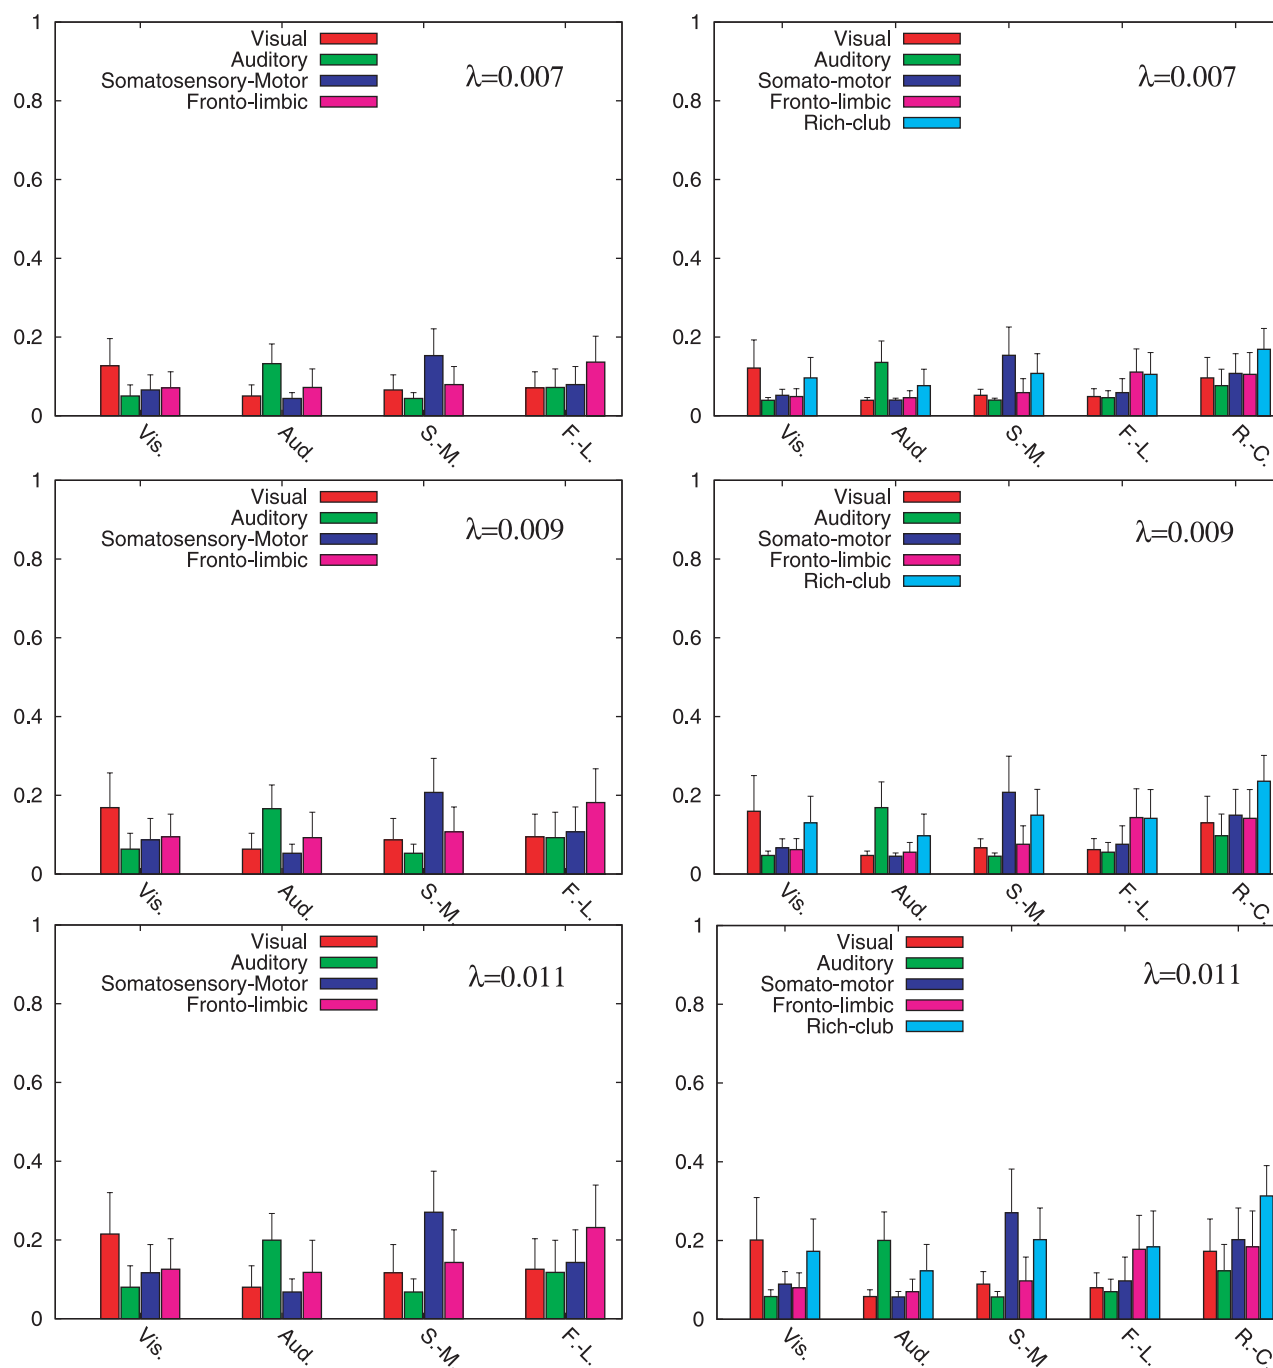 1
0.8
0.6
0.4
0.2
0
Visual
Auditory
Somatosensory-Motor
Fronto-limbic
λ=0.007
Vis.
Aud.
S.-M.
F.-L.
1
0.8
0.6
0.4
0.2
0
Visual
Auditory
Somato-motor
Fronto-limbic
Rich-club
λ=0.007
Vis.
Aud.
S.-M.
F.-L.
R.-C.
1
0.8
0.6
0.4
0.2
0
Visual
Auditory
Somatosensory-Motor
Fronto-limbic
λ=0.009
Vis.
Aud.
S.-M.
F.-L.
1
0.8
0.6
0.4
0.2
0
Visual
Auditory
Somato-motor
Fronto-limbic
Rich-club
λ=0.009
Vis.
Aud.
S.-M.
F.-L.
R.-C.
1
0.8
0.6
0.4
0.2
0
Visual
Auditory
Somatosensory-Motor
Fronto-limbic
λ=0.011
Vis.
Aud.
S.-M
F.-L.
1
0.8
0.6
0.4
0.2
0
Visual
Auditory
Somato-motor
Fronto-limbic
Rich-club
λ=0.011
Vis.
Aud.
S.-M
F.-L.
R.-C.